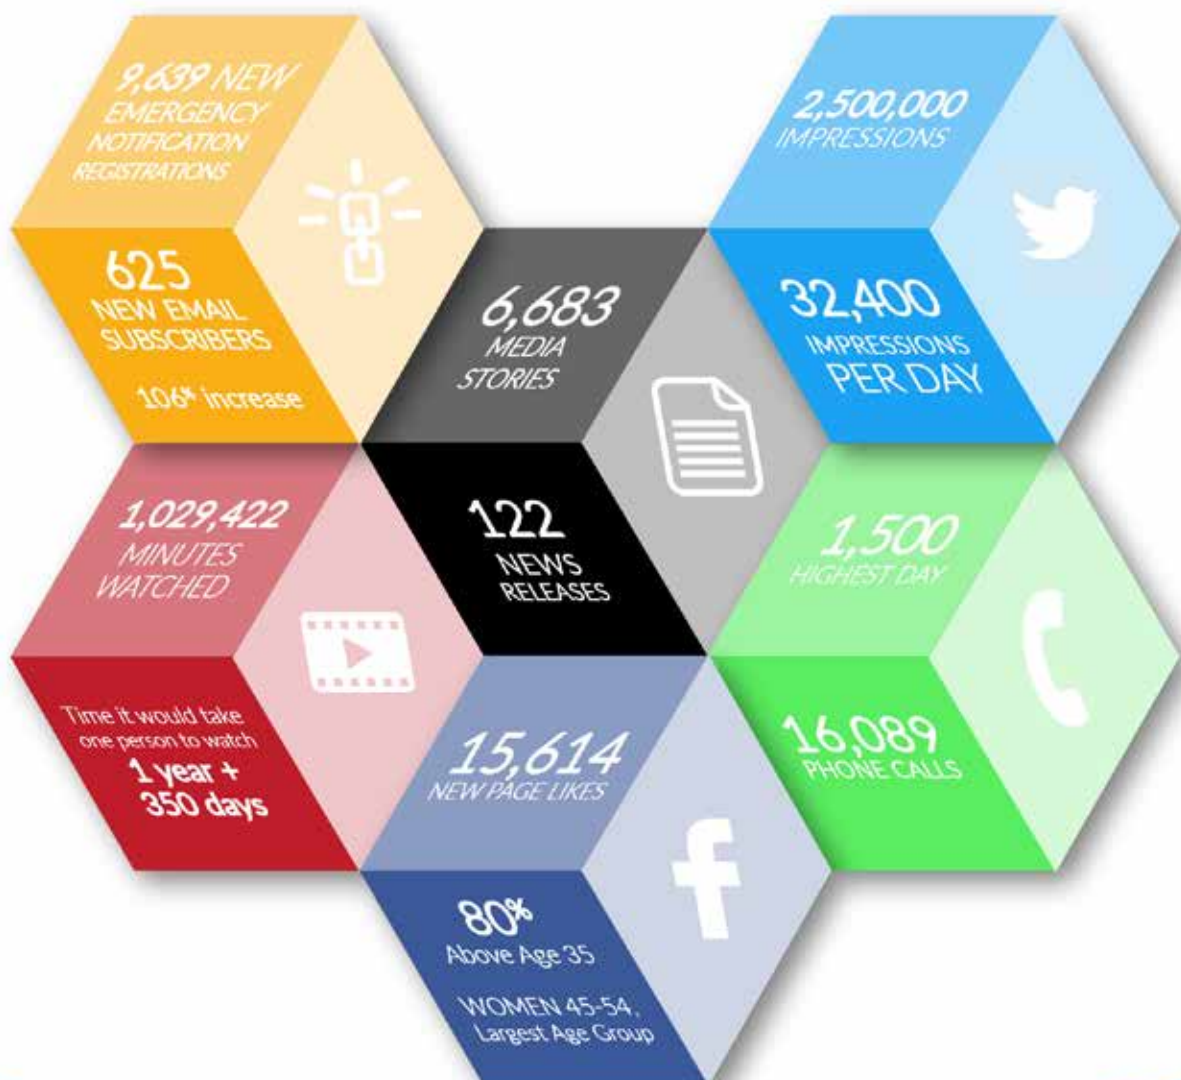 9,639 NEW
EMERGENCY
NOTIFICATION
REGISTRATIONS
625
NEW EMAIL
SUBSCRIBERS
106% increase
2,500,000
IMPRESSIONS
32,400
IMPRESSIONS
PER DAY
6,683
MEDIA
STORIES
122
NEWS
RELEASES
1,029,422
MINUTES
WATCHED
Time it would take
one person to watch
1 year +
350 days
1,500
HIGHEST DAY
16,089
PHONE CALLS
15,614
NEW PAGE LIKES
80%
Above Age 35
WOMEN 45-54,
Largest Age Group